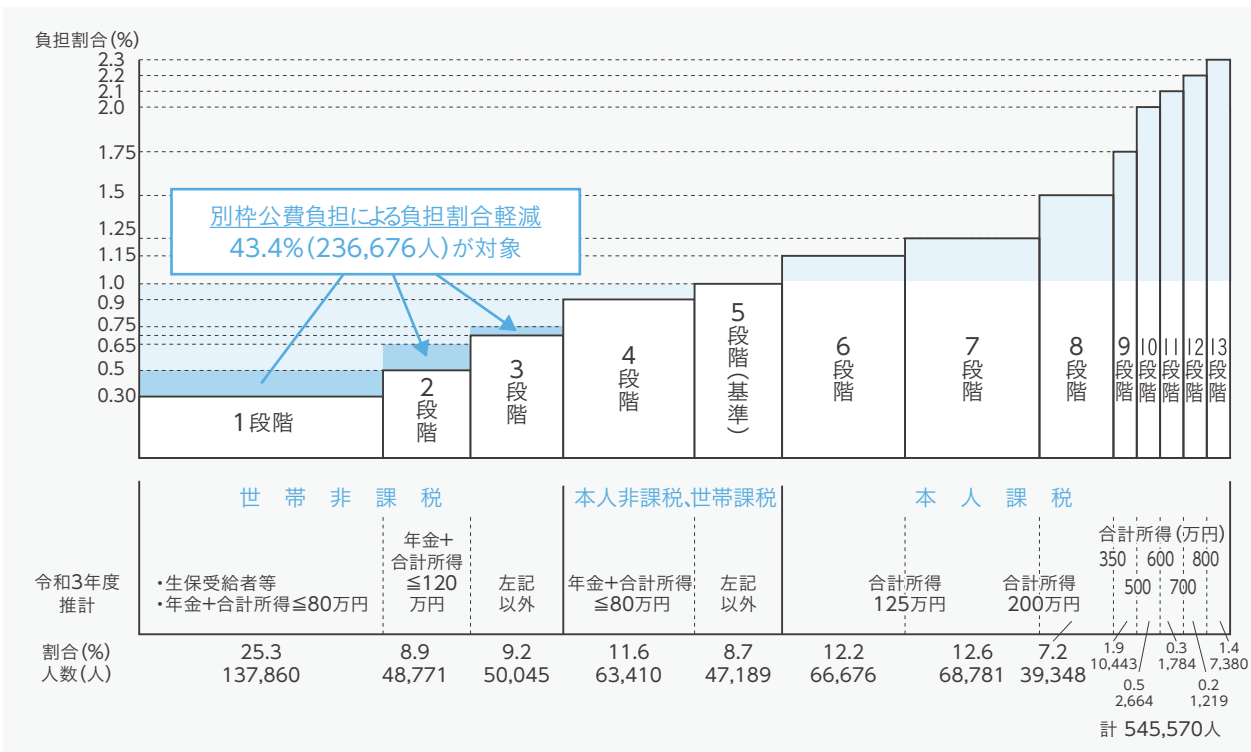 負担割合(%)
2.3
2.2
2.1
2.0
1.75
1.5
1.25
1.15
1.0
0.9
0.75
0.65
0.5
0.30
別枠公費負担による負担割合軽減
43.4%(236,676人)が対象
1段階
2段階
3段階
4段階
5段階(基準)
6段階
7段階
8段階
9段階
10段階
11段階
12段階
13段階
世帯非課税
本人非課税、世帯課税
本人課税
令和3年度
推計
・生保受給者等
・年金+合計所得≦80万円
年金+
合計所得
≦120
万円
左記
以外
年金+合計所得
≦80万円
左記
以外
合計所得
125万円
合計所得
200万円
合計所得(万円)
350 600 800
500 700
割合(%) 25.3 8.9 9.2 11.6 8.7 12.2 12.6 7.2 1.9 0.3 1.4
人数(人) 137,860 48,771 50,045 63,410 47,189 66,676 68,781 39,348 10,443 1,784 7,380
0.5 0.2
2,664 1,219
計 545,570人